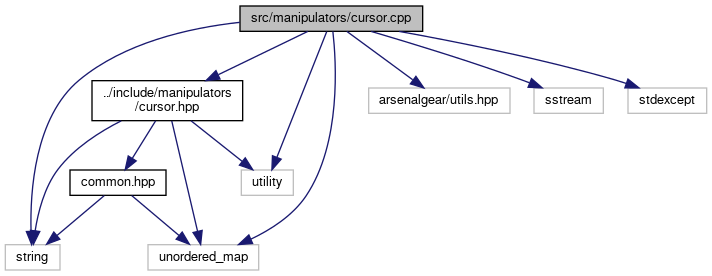 src/manipulators/cursor.cpp
../include/manipulators
/cursor.hpp
arsenalgear/utils.hpp
sstream
stdexcept
common.hpp
utility
string
unordered_map